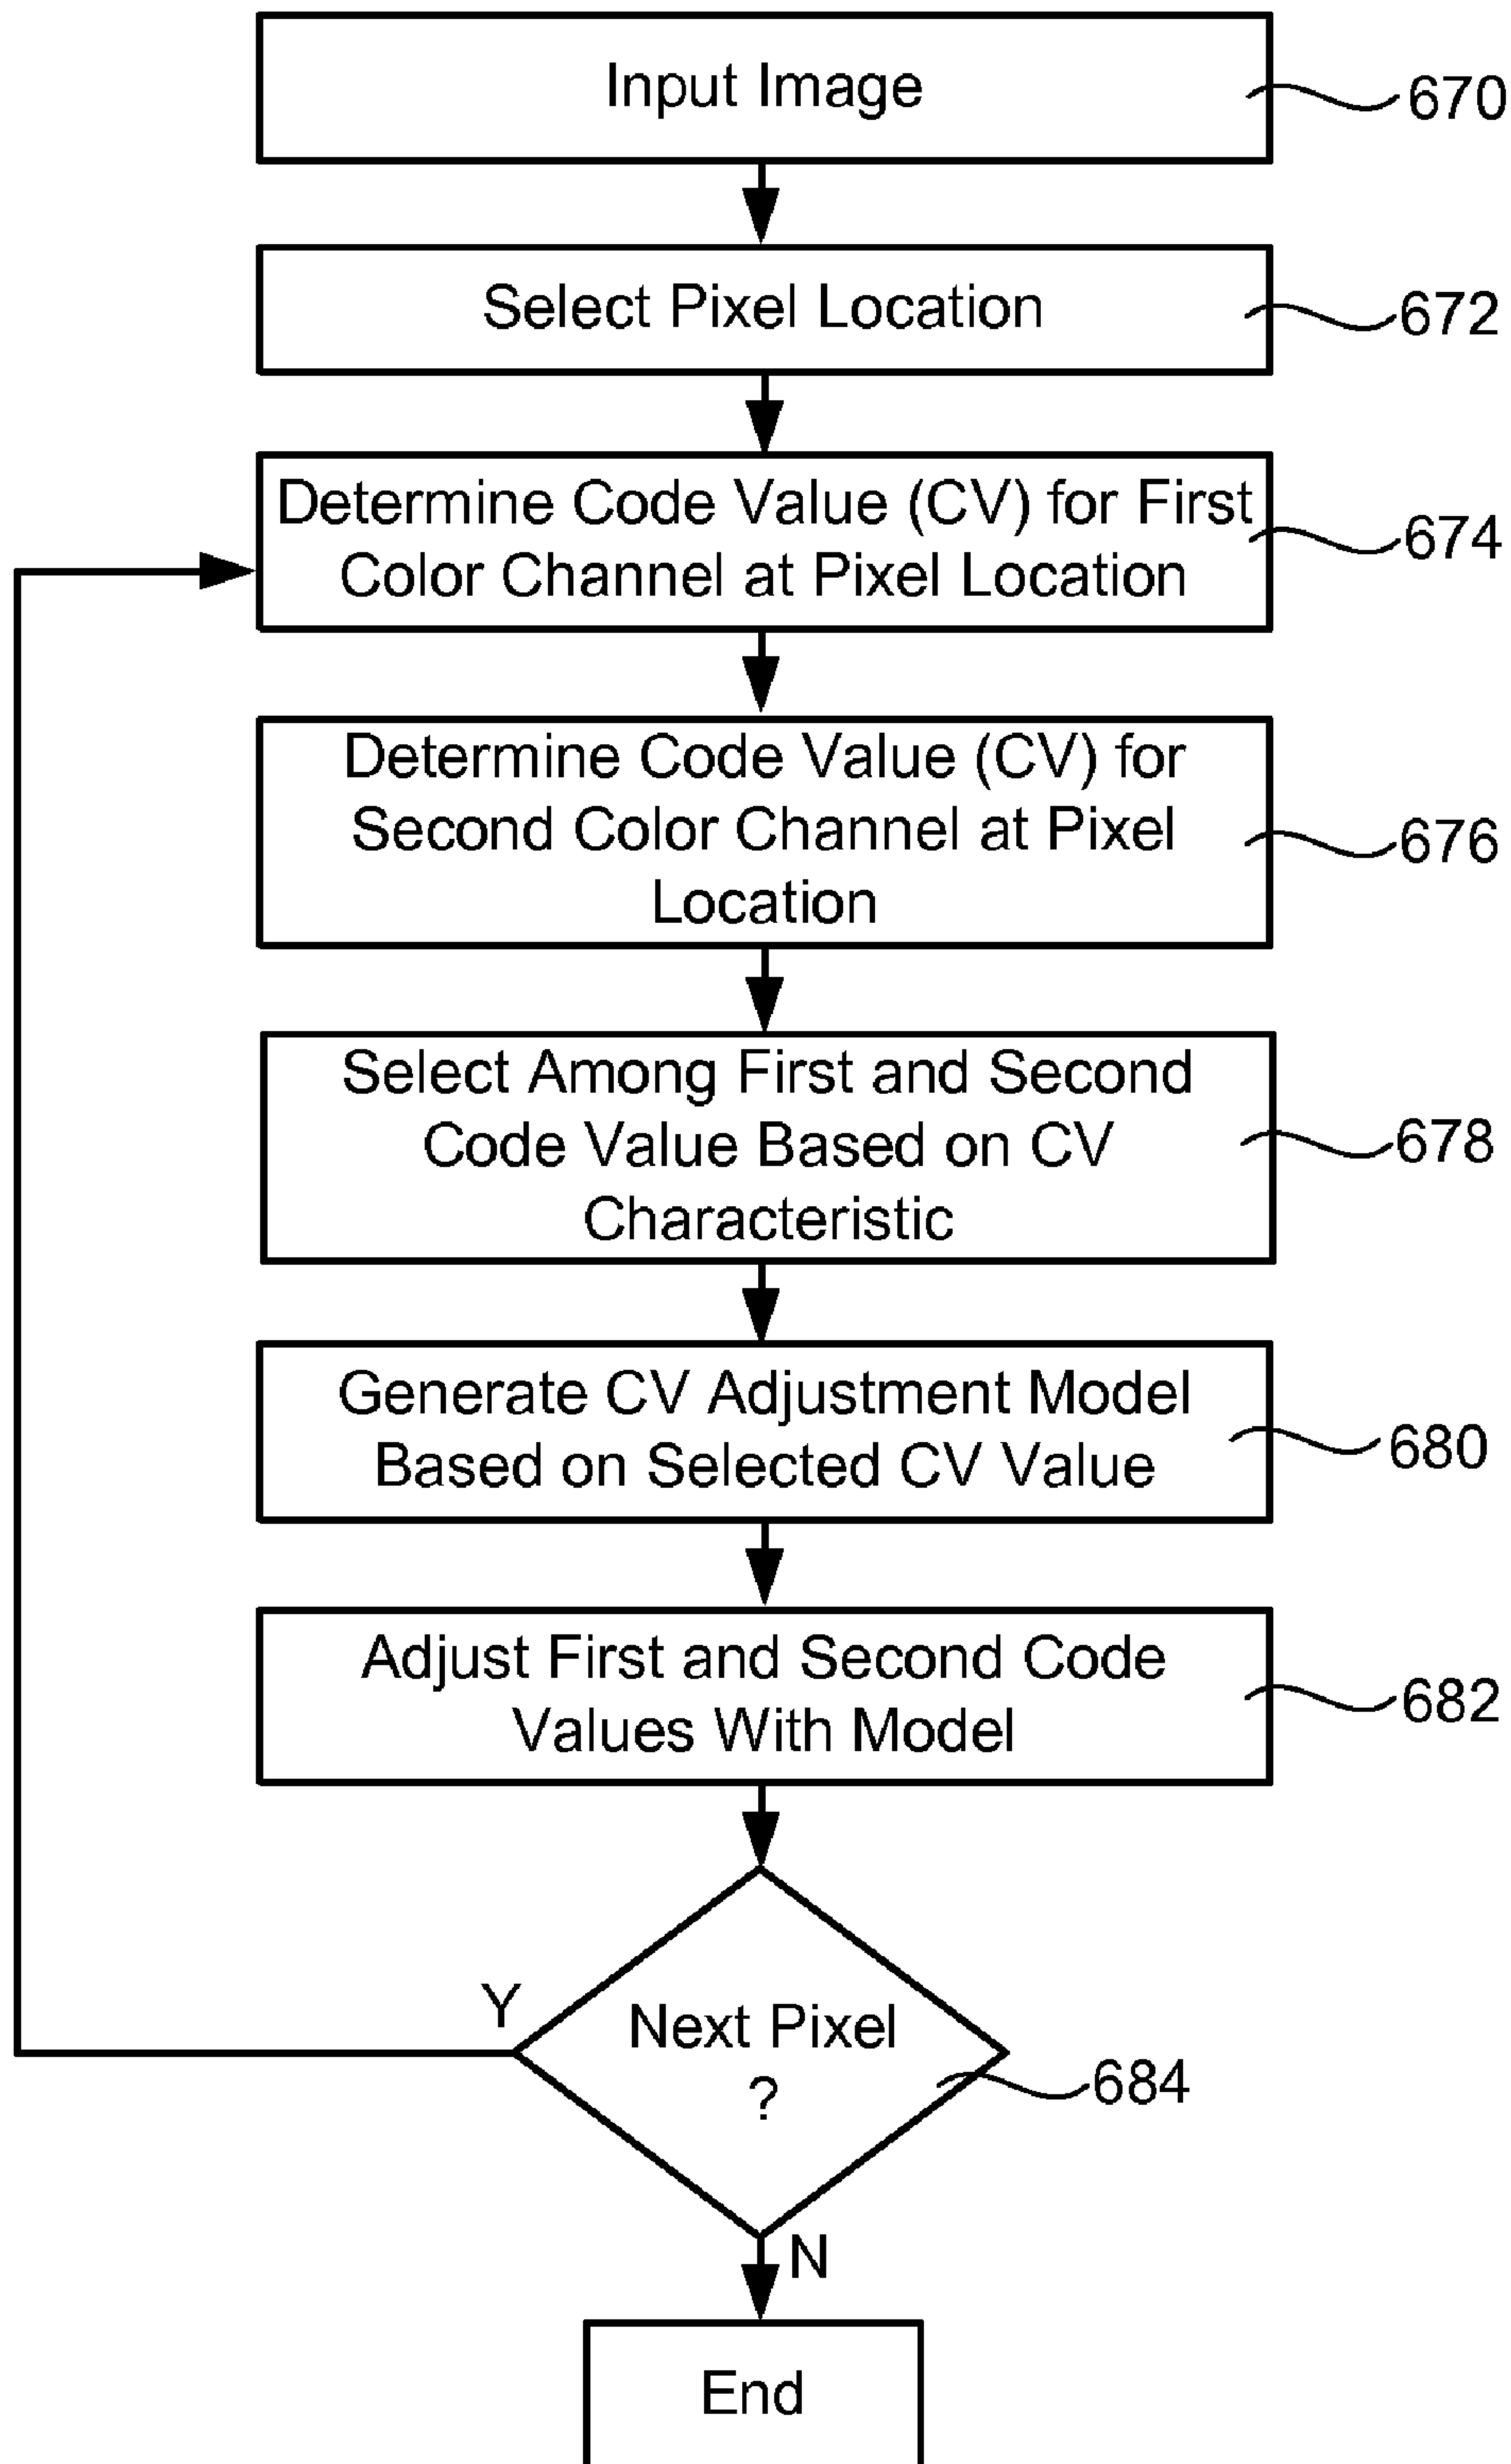 Input Image
670
Select Pixel Location
672
Determine Code Value (CV) for First
Color Channel at Pixel Location
674
Determine Code Value (CV) for
Second Color Channel at Pixel
Location
676
Select Among First and Second
Code Value Based on CV
Characteristic
678
Generate CV Adjustment Model
Based on Selected CV Value
680
Adjust First and Second Code
Values With Model
682
Y
Next Pixel
?
684
N
End